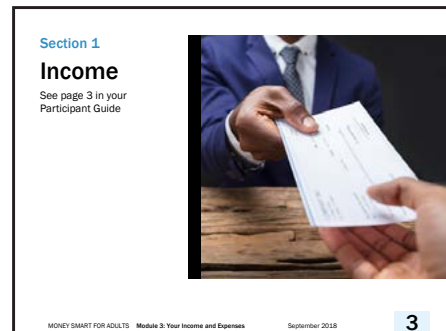 Section 1
Income
See page 3 in your
Participant Guide
MONEY SMART FOR ADULTS Module 3: Your Income and Expenses September 2018 3